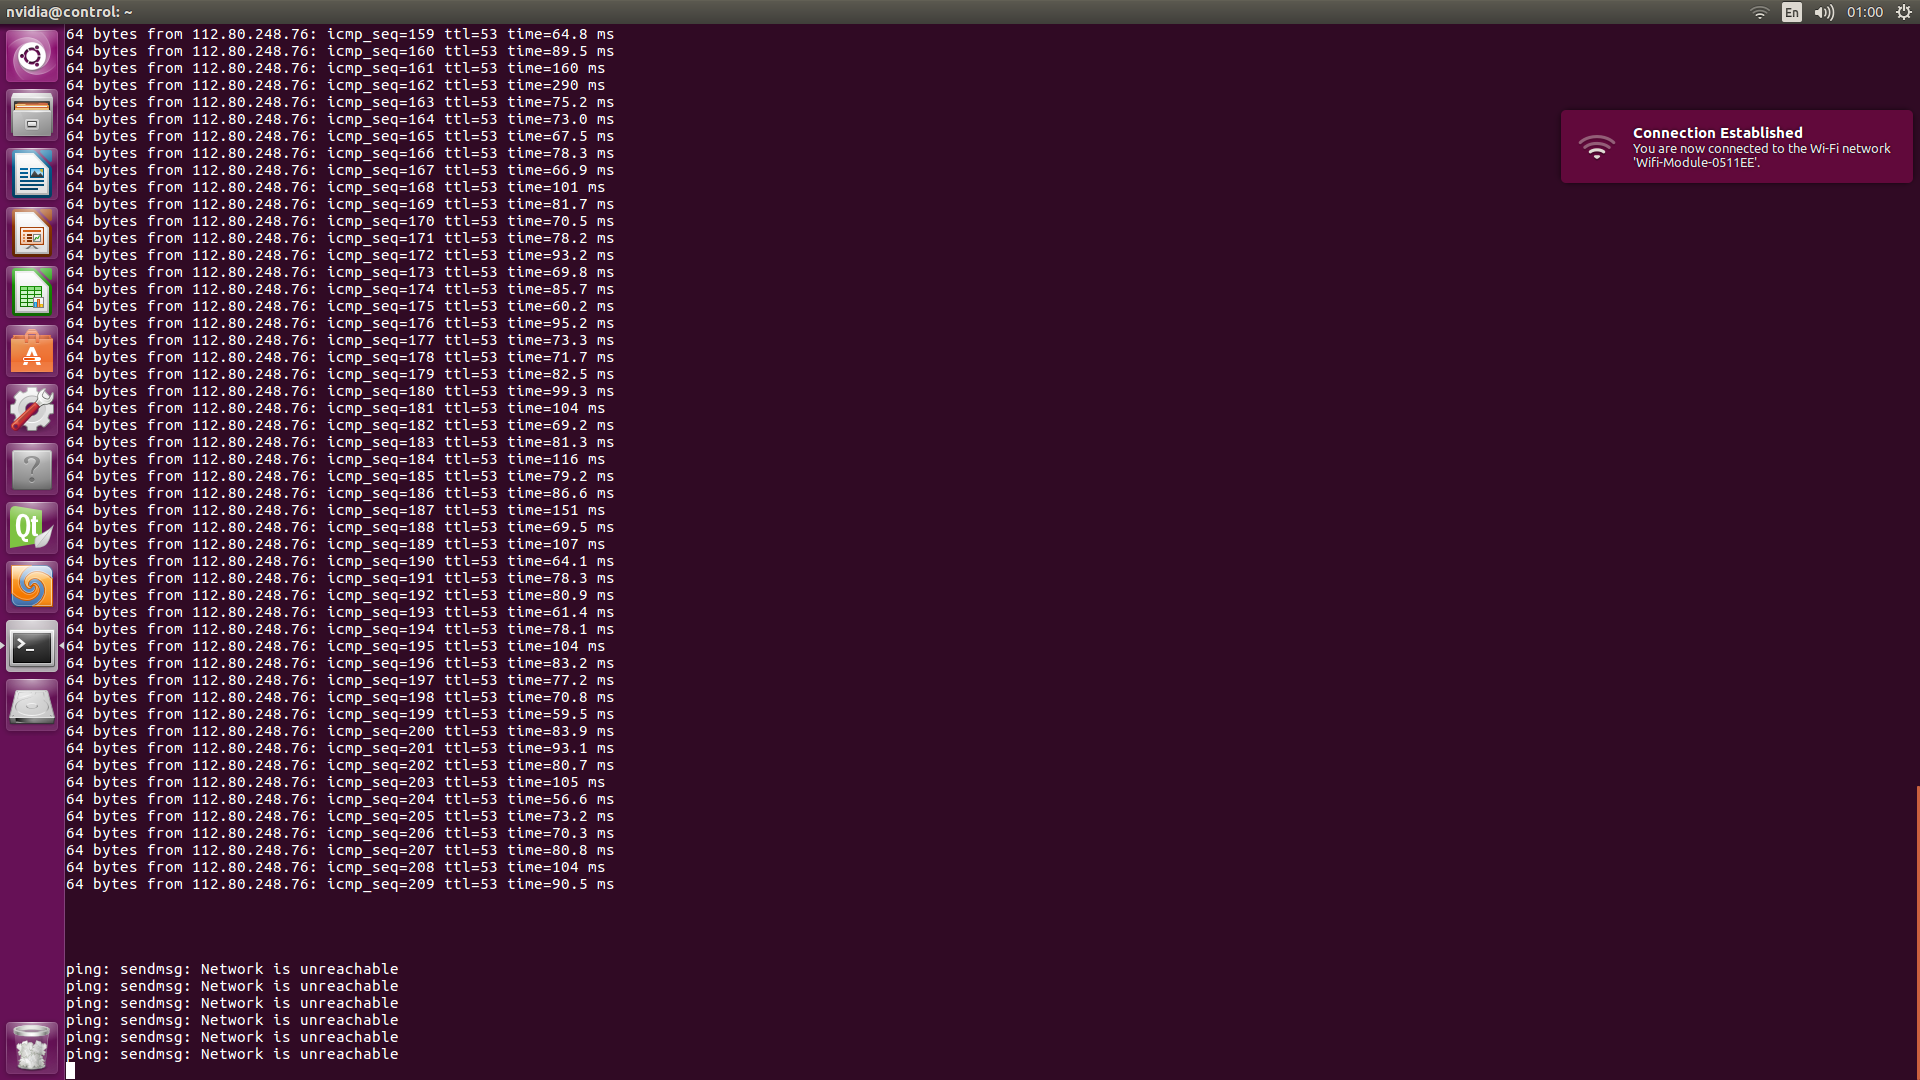 nvidia@control: ~
En
01:00
64 bytes from 112.80.248.76: icmp_seq=159 ttl=53 time=64.8 ms
64 bytes from 112.80.248.76: icmp_seq=160 ttl=53 time=89.5 ms
64 bytes from 112.80.248.76: icmp_seq=161 ttl=53 time=160 ms
64 bytes from 112.80.248.76: icmp_seq=162 ttl=53 time=290 ms
64 bytes from 112.80.248.76: icmp_seq=163 ttl=53 time=75.2 ms
64 bytes from 112.80.248.76: icmp_seq=164 ttl=53 time=73.0 ms
64 bytes from 112.80.248.76: icmp_seq=165 ttl=53 time=67.5 ms
64 bytes from 112.80.248.76: icmp_seq=166 ttl=53 time=78.3 ms
64 bytes from 112.80.248.76: icmp_seq=167 ttl=53 time=66.9 ms
64 bytes from 112.80.248.76: icmp_seq=168 ttl=53 time=101 ms
64 bytes from 112.80.248.76: icmp_seq=169 ttl=53 time=81.7 ms
64 bytes from 112.80.248.76: icmp_seq=170 ttl=53 time=70.5 ms
64 bytes from 112.80.248.76: icmp_seq=171 ttl=53 time=78.2 ms
64 bytes from 112.80.248.76: icmp_seq=172 ttl=53 time=93.2 ms
64 bytes from 112.80.248.76: icmp_seq=173 ttl=53 time=69.8 ms
64 bytes from 112.80.248.76: icmp_seq=174 ttl=53 time=85.7 ms
64 bytes from 112.80.248.76: icmp_seq=175 ttl=53 time=60.2 ms
64 bytes from 112.80.248.76: icmp_seq=176 ttl=53 time=95.2 ms
64 bytes from 112.80.248.76: icmp_seq=177 ttl=53 time=73.3 ms
64 bytes from 112.80.248.76: icmp_seq=178 ttl=53 time=71.7 ms
64 bytes from 112.80.248.76: icmp_seq=179 ttl=53 time=82.5 ms
64 bytes from 112.80.248.76: icmp_seq=180 ttl=53 time=99.3 ms
64 bytes from 112.80.248.76: icmp_seq=181 ttl=53 time=104 ms
64 bytes from 112.80.248.76: icmp_seq=182 ttl=53 time=69.2 ms
64 bytes from 112.80.248.76: icmp_seq=183 ttl=53 time=81.3 ms
64 bytes from 112.80.248.76: icmp_seq=184 ttl=53 time=116 ms
64 bytes from 112.80.248.76: icmp_seq=185 ttl=53 time=79.2 ms
64 bytes from 112.80.248.76: icmp_seq=186 ttl=53 time=86.6 ms
64 bytes from 112.80.248.76: icmp_seq=187 ttl=53 time=151 ms
64 bytes from 112.80.248.76: icmp_seq=188 ttl=53 time=69.5 ms
64 bytes from 112.80.248.76: icmp_seq=189 ttl=53 time=107 ms
64 bytes from 112.80.248.76: icmp_seq=190 ttl=53 time=64.1 ms
64 bytes from 112.80.248.76: icmp_seq=191 ttl=53 time=78.3 ms
64 bytes from 112.80.248.76: icmp_seq=192 ttl=53 time=80.9 ms
64 bytes from 112.80.248.76: icmp_seq=193 ttl=53 time=61.4 ms
64 bytes from 112.80.248.76: icmp_seq=194 ttl=53 time=78.1 ms
64 bytes from 112.80.248.76: icmp_seq=195 ttl=53 time=104 ms
64 bytes from 112.80.248.76: icmp_seq=196 ttl=53 time=83.2 ms
64 bytes from 112.80.248.76: icmp_seq=197 ttl=53 time=77.2 ms
64 bytes from 112.80.248.76: icmp_seq=198 ttl=53 time=70.8 ms
64 bytes from 112.80.248.76: icmp_seq=199 ttl=53 time=59.5 ms
64 bytes from 112.80.248.76: icmp_seq=200 ttl=53 time=83.9 ms
64 bytes from 112.80.248.76: icmp_seq=201 ttl=53 time=93.1 ms
64 bytes from 112.80.248.76: icmp_seq=202 ttl=53 time=80.7 ms
64 bytes from 112.80.248.76: icmp_seq=203 ttl=53 time=105 ms
64 bytes from 112.80.248.76: icmp_seq=204 ttl=53 time=56.6 ms
64 bytes from 112.80.248.76: icmp_seq=205 ttl=53 time=73.2 ms
64 bytes from 112.80.248.76: icmp_seq=206 ttl=53 time=70.3 ms
64 bytes from 112.80.248.76: icmp_seq=207 ttl=53 time=80.8 ms
64 bytes from 112.80.248.76: icmp_seq=208 ttl=53 time=104 ms
64 bytes from 112.80.248.76: icmp_seq=209 ttl=53 time=90.5 ms
ping: sendmsg: Network is unreachable
ping: sendmsg: Network is unreachable
ping: sendmsg: Network is unreachable
ping: sendmsg: Network is unreachable
ping: sendmsg: Network is unreachable
ping: sendmsg: Network is unreachable
Connection Established
You are now connected to the Wi-Fi network
'Wifi-Module-0511EE'.
Qt